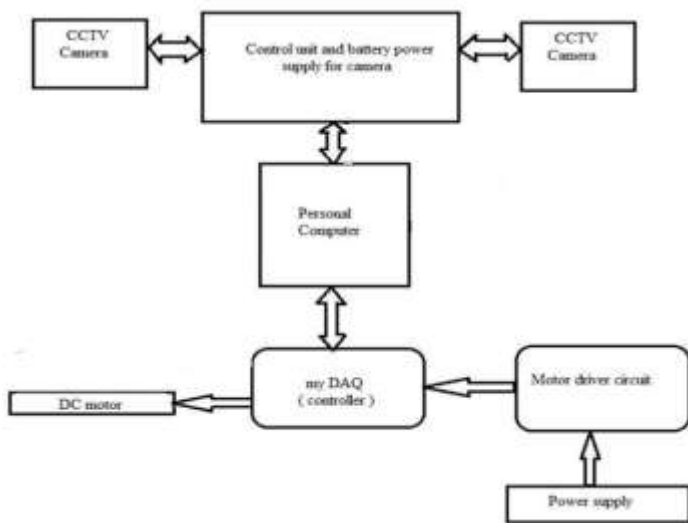 CCTV
Camera
Control unit and battery power
supply for camera
CCTV
Camera
Personal
Computer
my DAQ
( controller )
Motor driver circuit
DC motor
Power supply